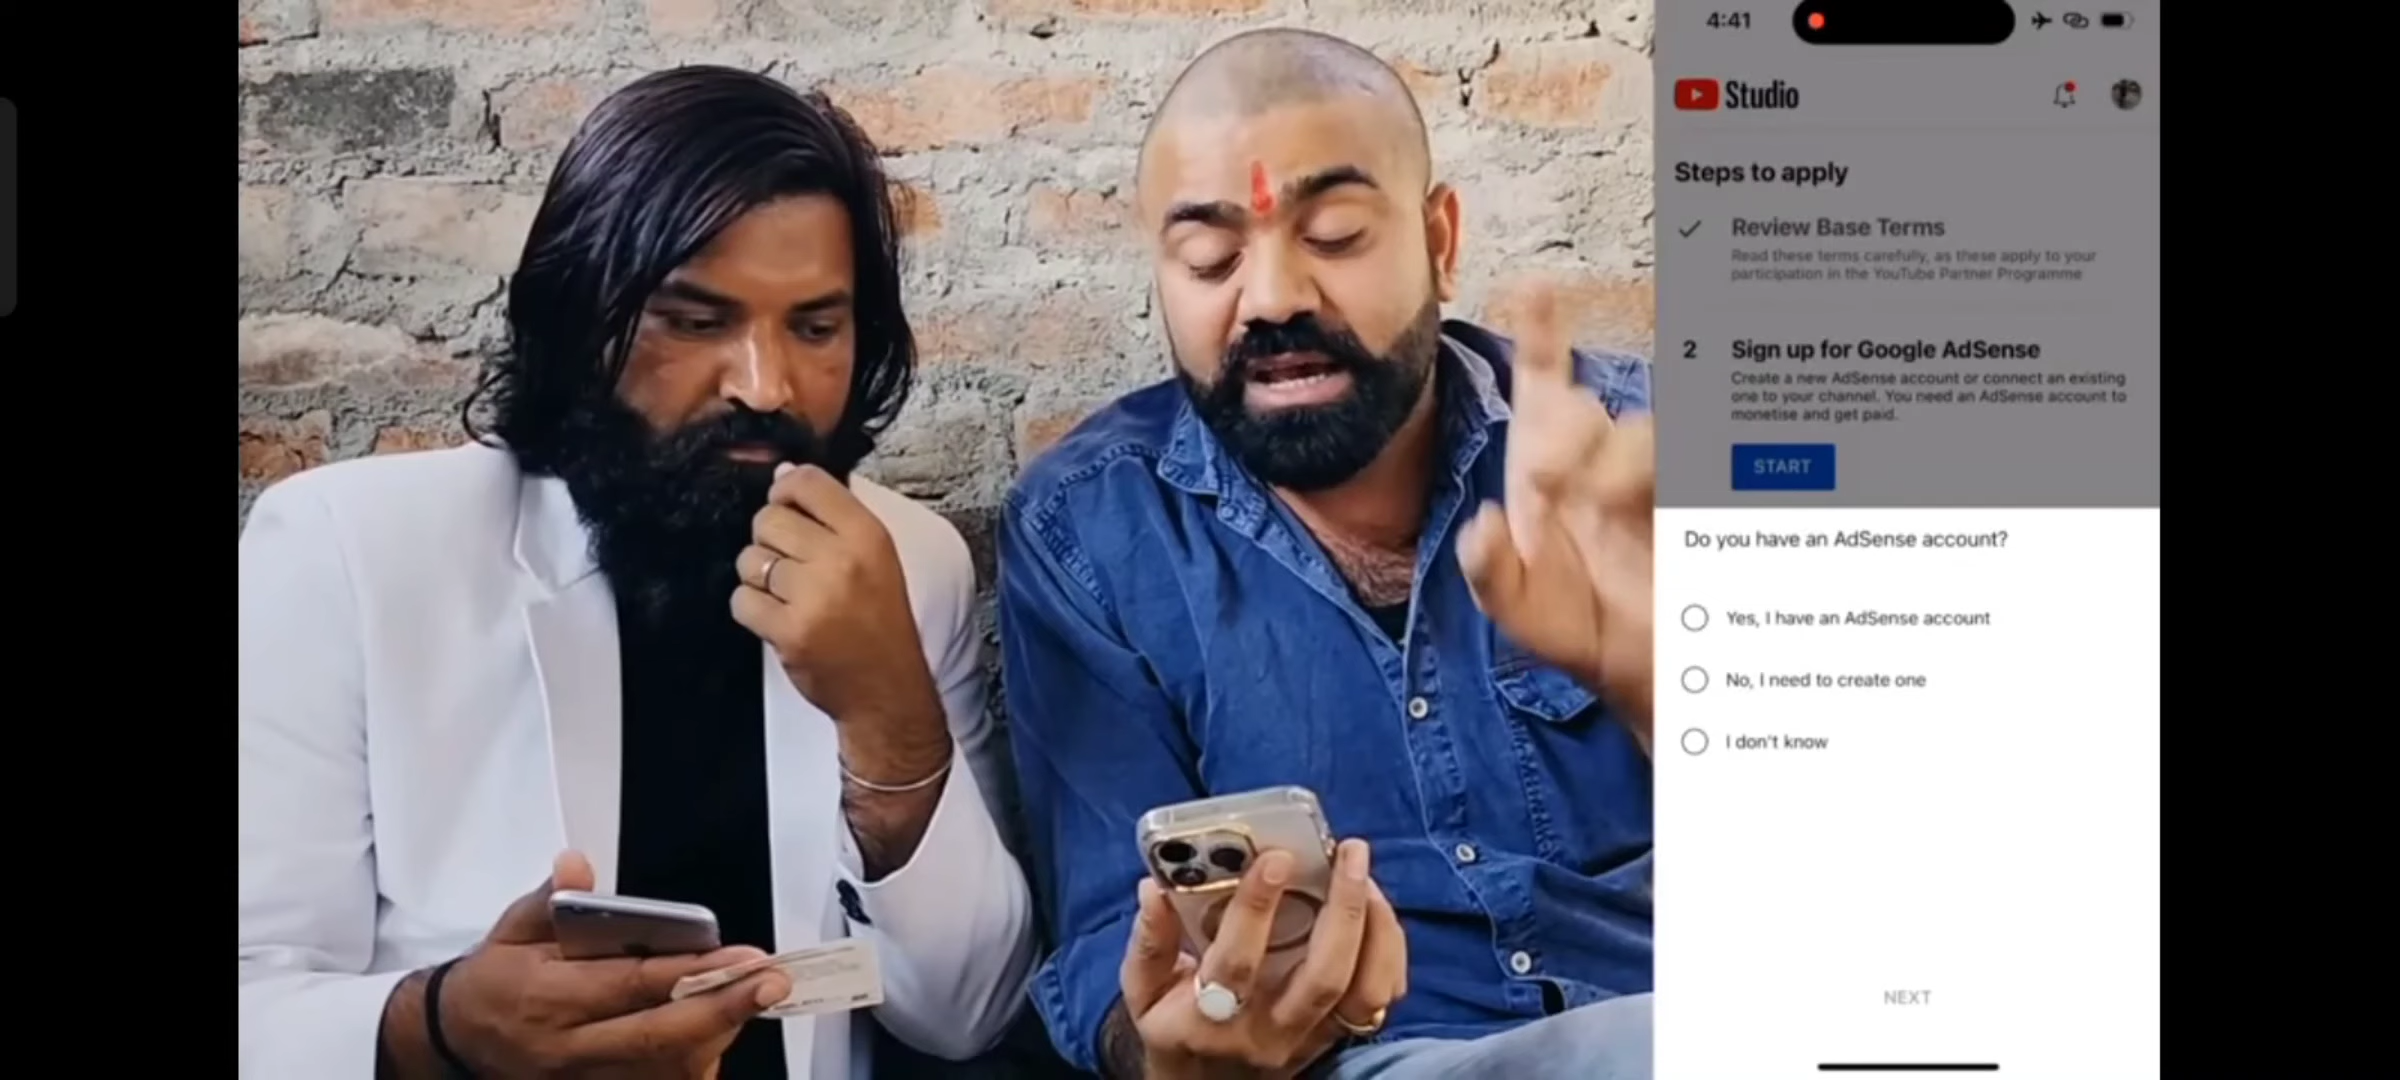 4:41
Studio
Steps to apply
Review Base Terms
Read these terms carefully, as these apply to your
participation in the YouTube Partner Programme
2 Sign up for Google AdSense
Create a new AdSense account or connect an existing
one to your channel. You need an AdSense account to
monetise and get paid.
START
Do you have an AdSense account?
Yes, I have an AdSense account
No, I need to create one
I don't know
NEXT